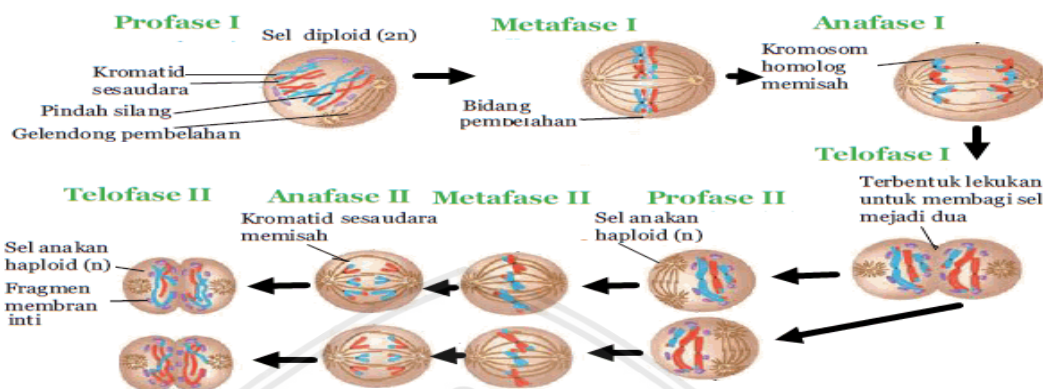 Profase I
Sel diploid (2n)
Kromatid
sesaudara
Pindah silang
Gelendong pembelahan
Metafase I
Bidang
pembelahan
Anafase I
Kromosom
homolog
memisah
Telofase I
Terbentuk lekukan
untuk membagi sel
mejadi dua
Profase II
Sel anakan
haploid (n)
Metafase II
Anafase II
Kromatid sesaudara
memisah
Telofase II
Sel anakan
haploid (n)
Fragmen
membran
inti